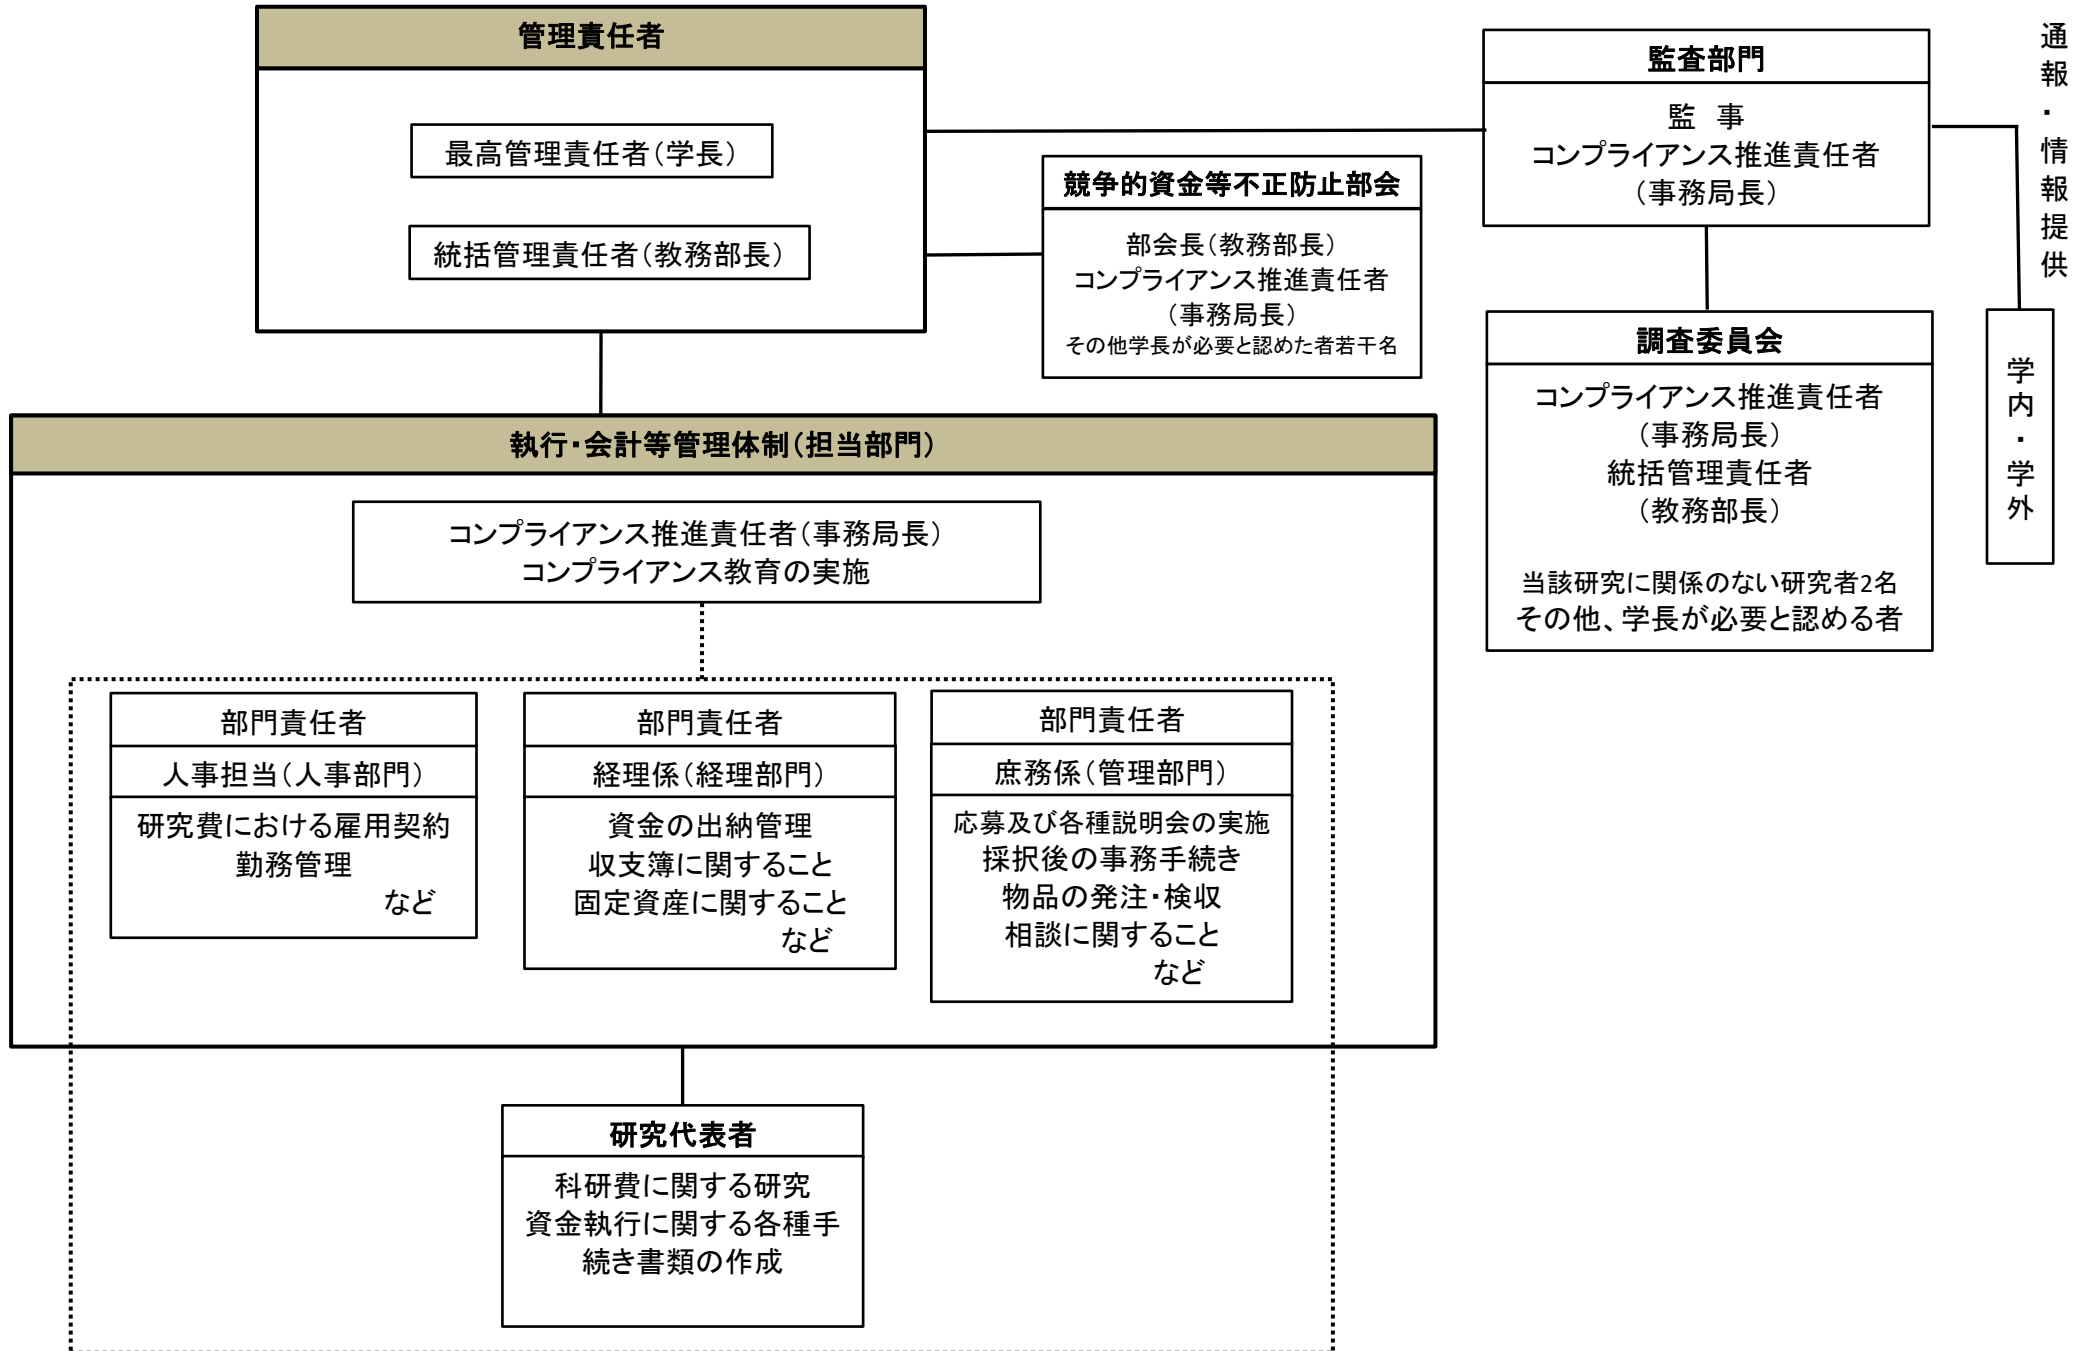 管理責任者
最高管理責任者(学長)
統括管理責任者(教務部長)
競争的資金等不正防止部会
部会長(教務部長)
コンプライアンス推進責任者
(事務局長)
その他学長が必要と認めた者若干名
監査部門
監 事
コンプライアンス推進責任者
(事務局長)
通報・情報提供
学内・学外
調査委員会
コンプライアンス推進責任者
(事務局長)
統括管理責任者
(教務部長)
当該研究に関係のない研究者2名
その他、学長が必要と認める者
執行・会計等管理体制(担当部門)
コンプライアンス推進責任者(事務局長)
コンプライアンス教育の実施
部門責任者
人事担当(人事部門)
研究費における雇用契約
勤務管理
など
部門責任者
経理係(経理部門)
資金の出納管理
収支簿に関すること
固定資産に関すること
など
部門責任者
庶務係(管理部門)
応募及び各種説明会の実施
採択後の事務手続き
物品の発注・検収
相談に関すること
など
研究代表者
科研費に関する研究
資金執行に関する各種手
続き書類の作成